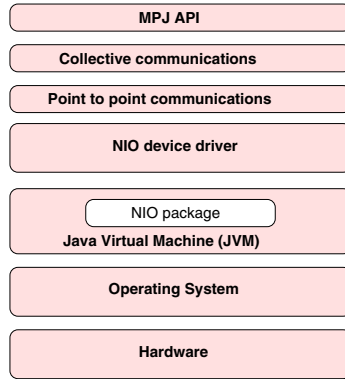 MPJ API
Collective communications
Point to point communications
NIO device driver
NIO package
Java Virtual Machine (JVM)
Operating System
Hardware